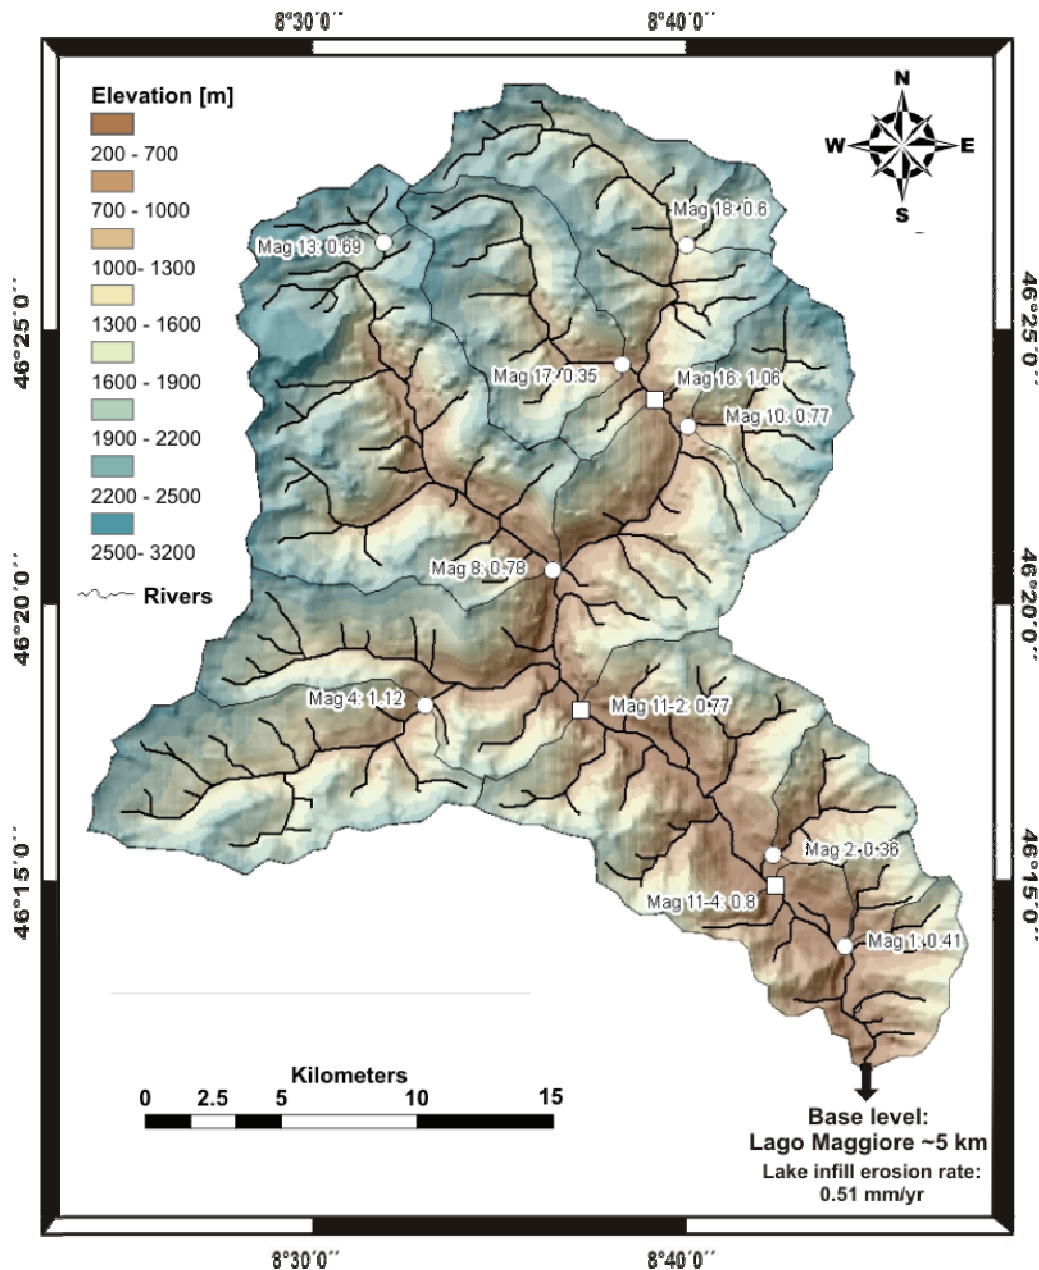 8°30´0´´
8°40´0´´
Elevation [m]
200 - 700
700 - 1000
1000- 1300
1300 - 1600
1600 - 1900
1900 - 2200
2200 - 2500
2500- 3200
Rivers
N
W
E
S
Mag 18: 0.6
Mag 13: 0.69
46°25´0´´
46°25´0´´
Mag 17: 0.35
Mag 16: 1.06
Mag 10: 0.77
Mag 8: 0.78
46°20´0´´
46°20´0´´
Mag 4: 1.12
Mag 11-2: 0.77
Mag 2: 0.36
46°15´0´´
46°15´0´´
Mag 11-4: 0.8
Mag 1: 0.41
Kilometers
0 2.5 5 10 15
Base level:
Lago Maggiore ~5 km
Lake infill erosion rate:
0.51 mm/yr
8°30´0´´
8°40´0´´